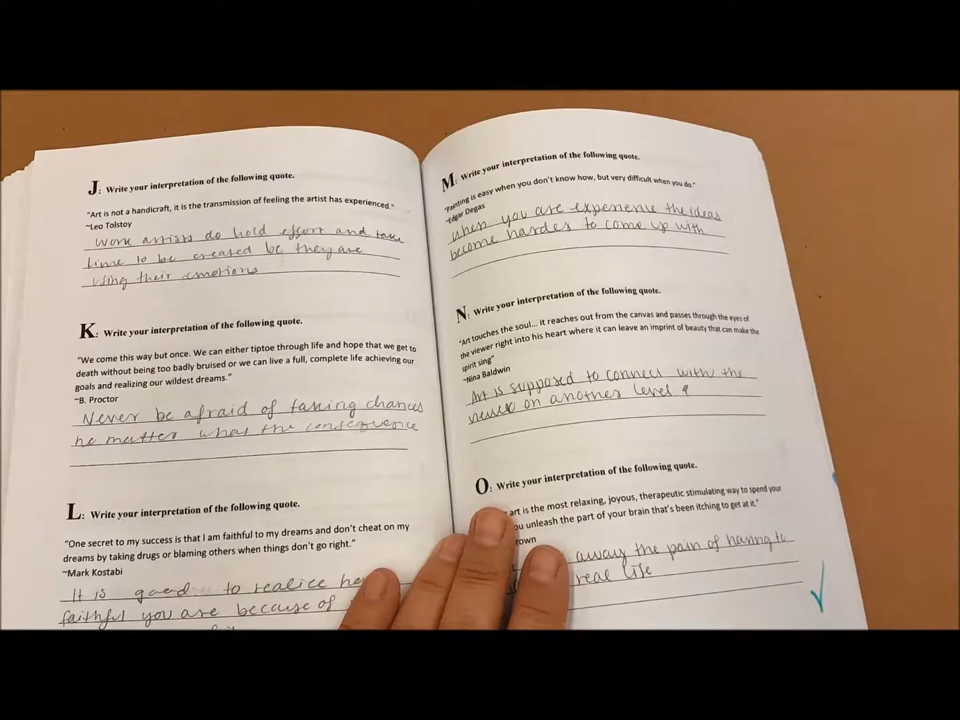 J: Write your interpretation of the following quote.
"Art is not a handicraft, it is the transmission of feeling the artist has experienced."
~Leo Tolstoy
Work artists do hold effort and take
time to be created bc they are
using their emotions
K: Write your interpretation of the following quote.
"We come this way but once. We can either tiptoe through life and hope that we get to
death without being too badly bruised or we can live a full, complete life achieving our
goals and realizing our wildest dreams."
~B. Proctor
Never be afraid of taking chances
no matter what the consequence
L: Write your interpretation of the following quote.
"One secret to my success is that I am faithful to my dreams and don't cheat on my
dreams by taking drugs or blaming others when things don't go right."
~Mark Kostabi
It is good to realice
faithful you are because of
M: Write your interpretation of the following quote.
"Painting is easy when you don't know how, but very difficult when you do."
~Edgar Degas
When you are experience the ideas
become harder to come up with
N: Write your interpretation of the following quote.
"Art touches the soul... it reaches out from the canvas and passes through the eyes of
the viewer right into his heart where it can leave an imprint of beauty that can make the
spirit sing"
~Nina Baldwin
Art is supposed to connect with the
viewer on another level
O: Write your interpretation of the following quote.
art is the most relaxing, joyous, therapeutic stimulating way to spend your
you unleash the part of your brain that's been itching to get at it."
rown
away the pain of having to
real life